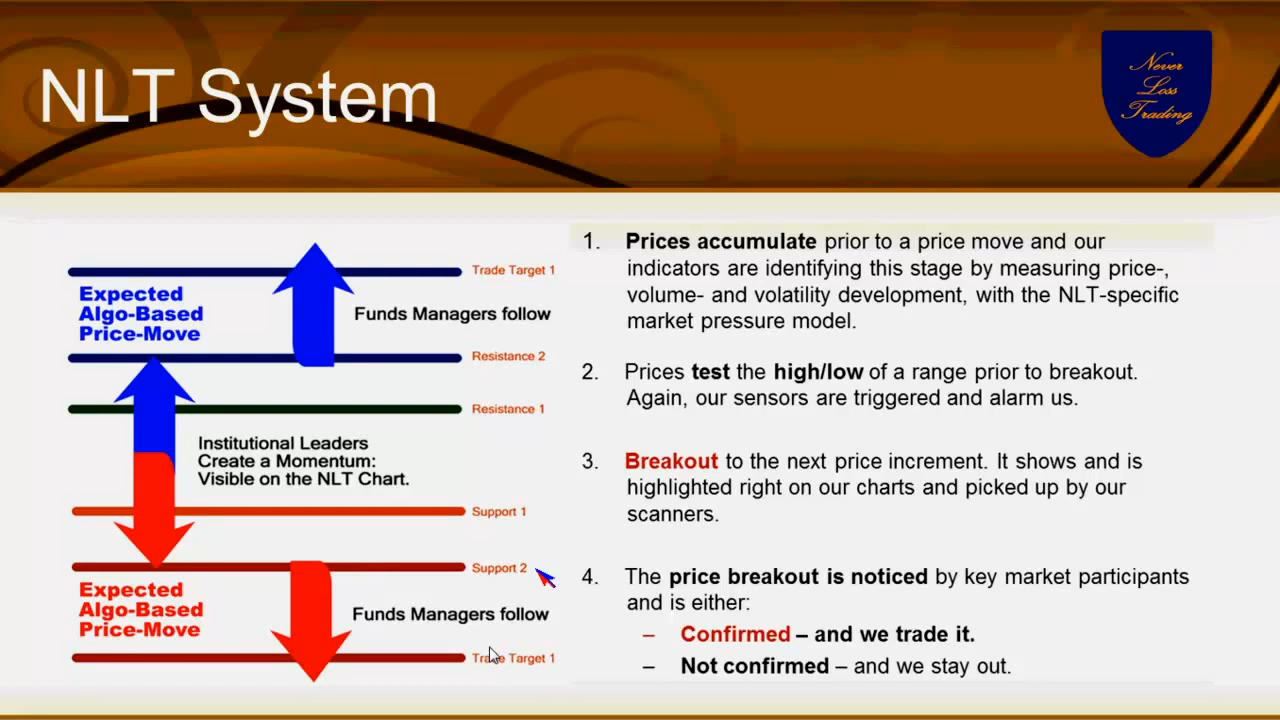 NLT System
Never
Loss
Trading
Trade Target 1
Expected
Algo-Based
Price-Move
Funds Managers follow
Resistance 2
Resistance 1
Institutional Leaders
Create a Momentum:
Visible on the NLT Chart.
Support 1
Support 2
Expected
Algo-Based
Price-Move
Funds Managers follow
Trade Target 1
1. Prices accumulate prior to a price move and our
indicators are identifying this stage by measuring price-,
volume- and volatility development, with the NLT-specific
market pressure model.
2. Prices test the high/low of a range prior to breakout.
Again, our sensors are triggered and alarm us.
3. Breakout to the next price increment. It shows and is
highlighted right on our charts and picked up by our
scanners.
4. The price breakout is noticed by key market participants
and is either:
– Confirmed – and we trade it.
– Not confirmed – and we stay out.